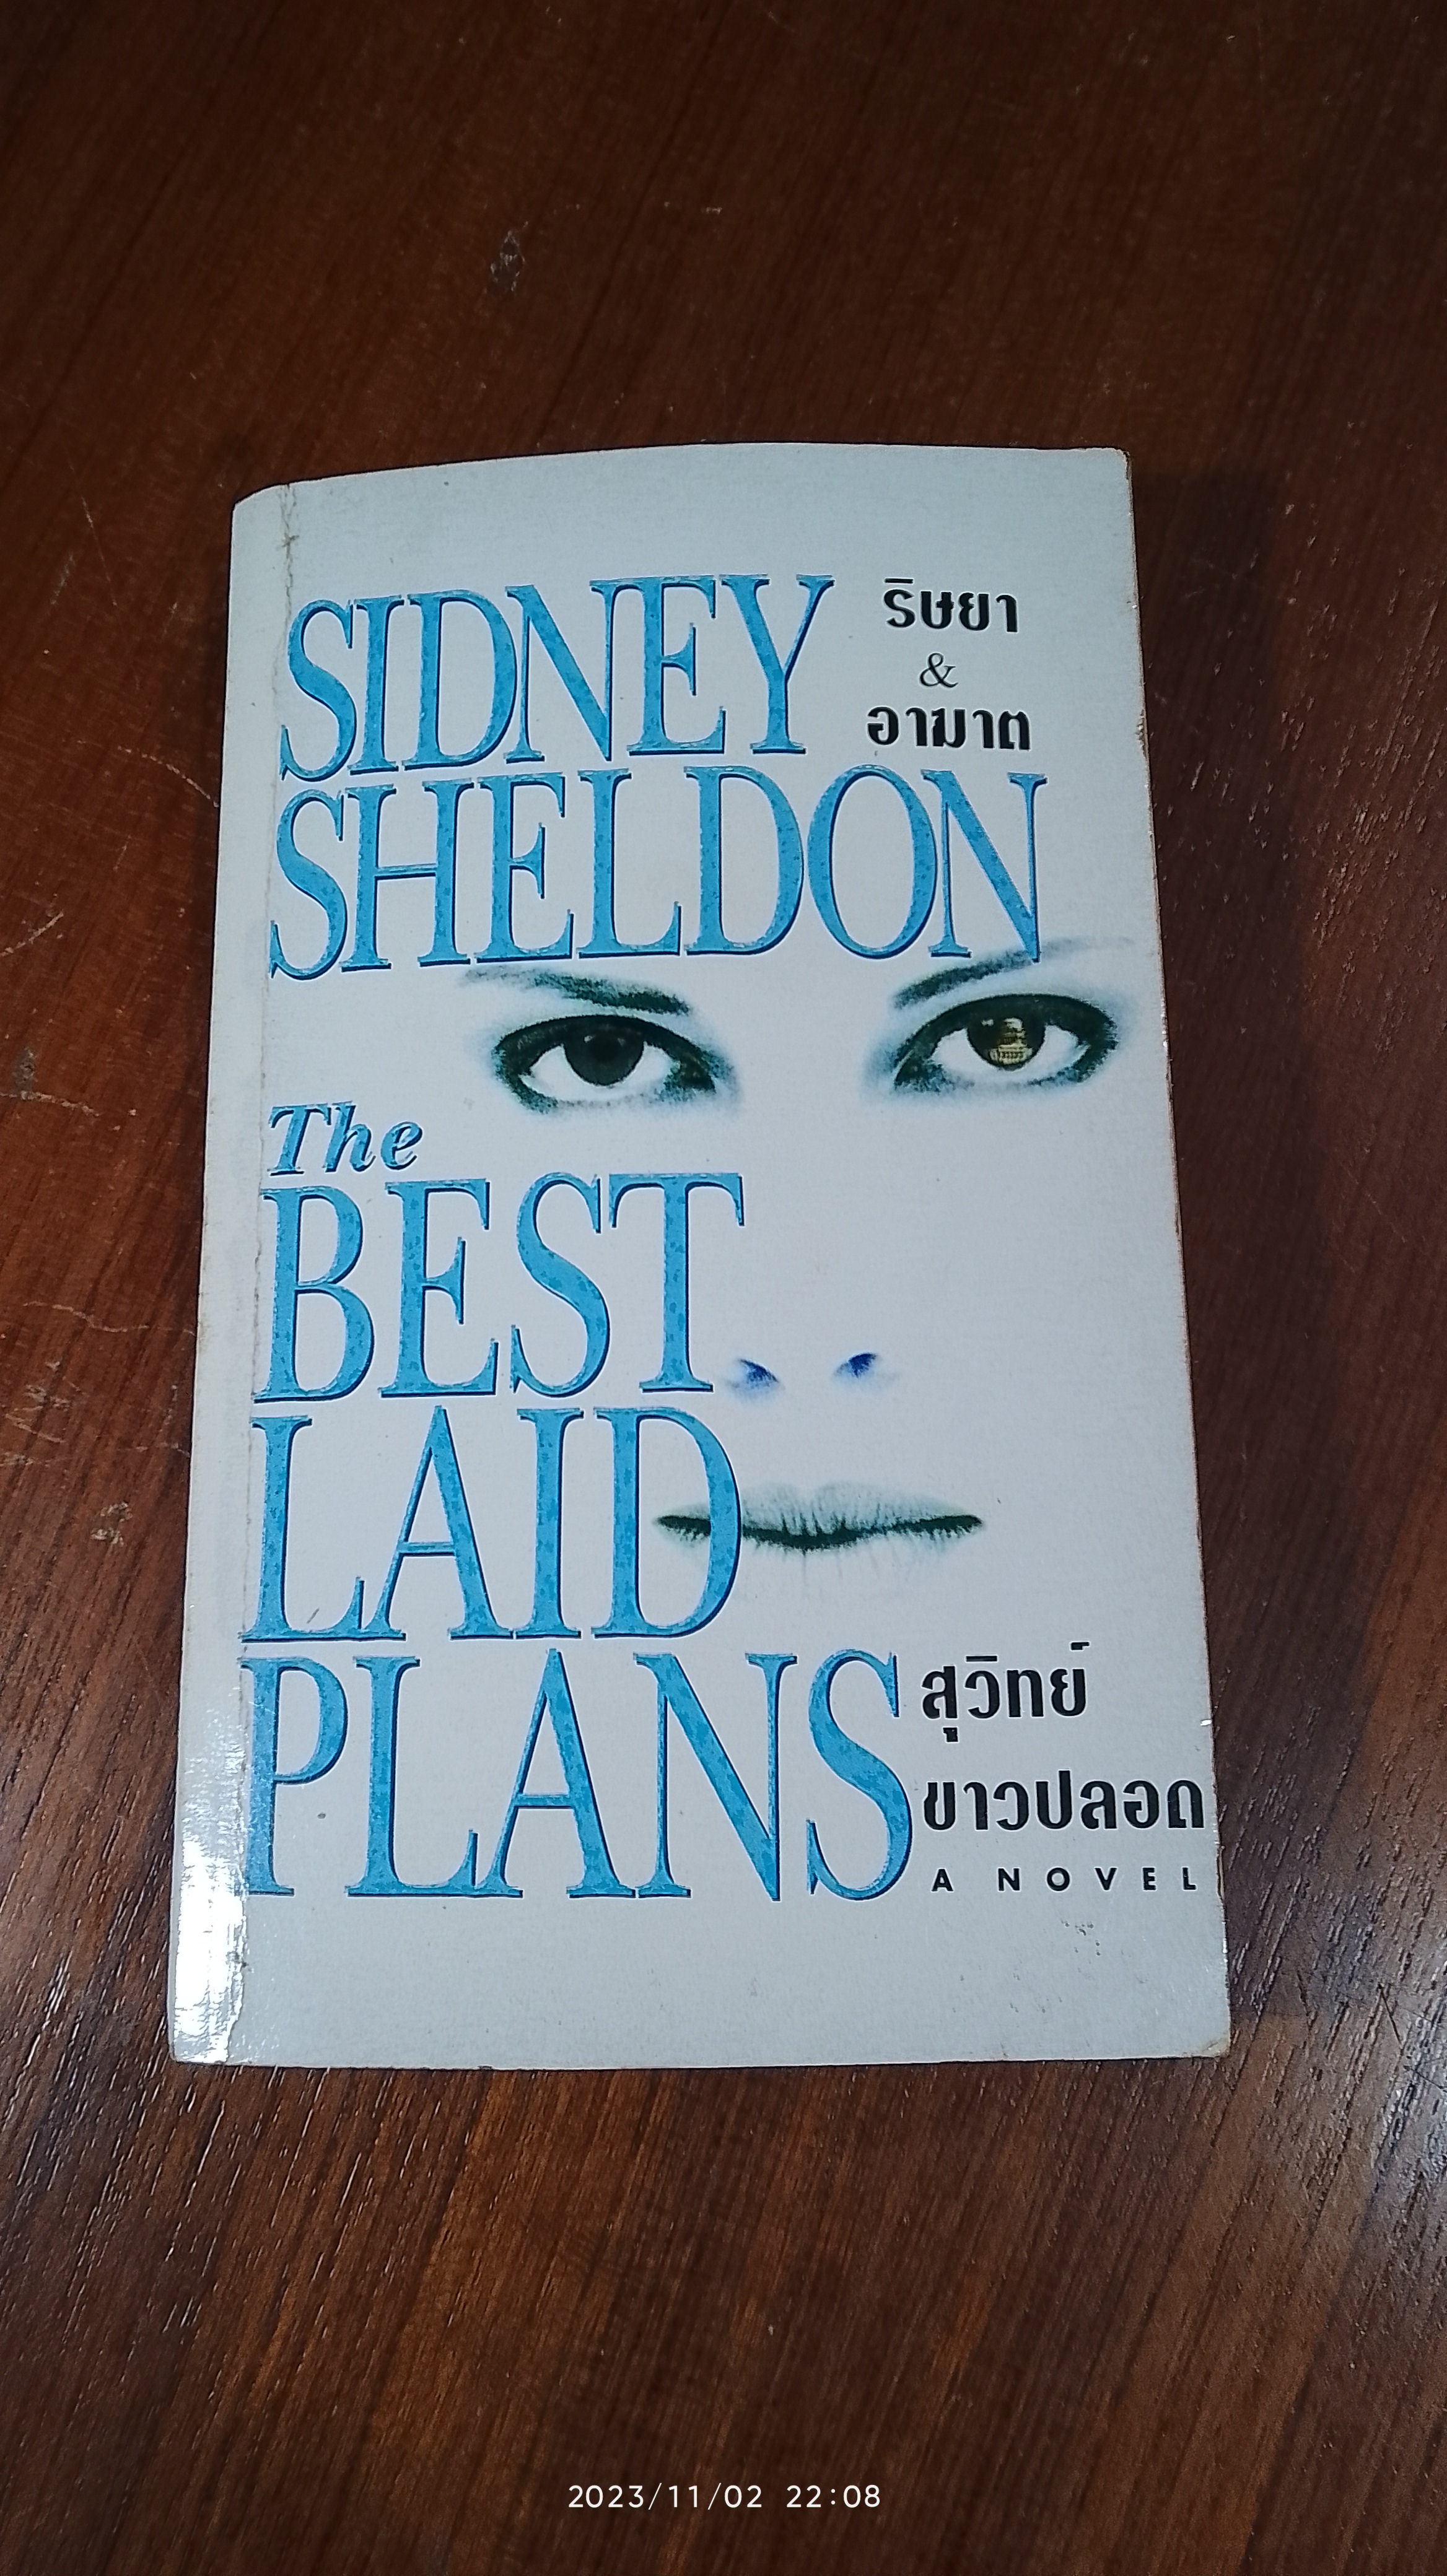 SIDNEY
ริษยา
&
อาฆาต
SHELDON
The
BEST
LAID
PLANS
สุวิทย์
ขาวปลอด
A NOVEL
2023/11/02 22:08